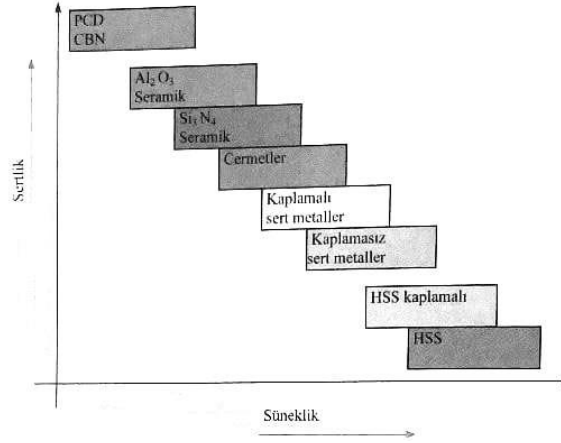 PCD
CBN
Al₂O₃
Seramik
Si₃N₄
Seramik
Cermetler
Kaplamalı
sert metaller
Kaplamasız
sert metaller
HSS kaplamalı
HSS
Sertlik
Süneklik